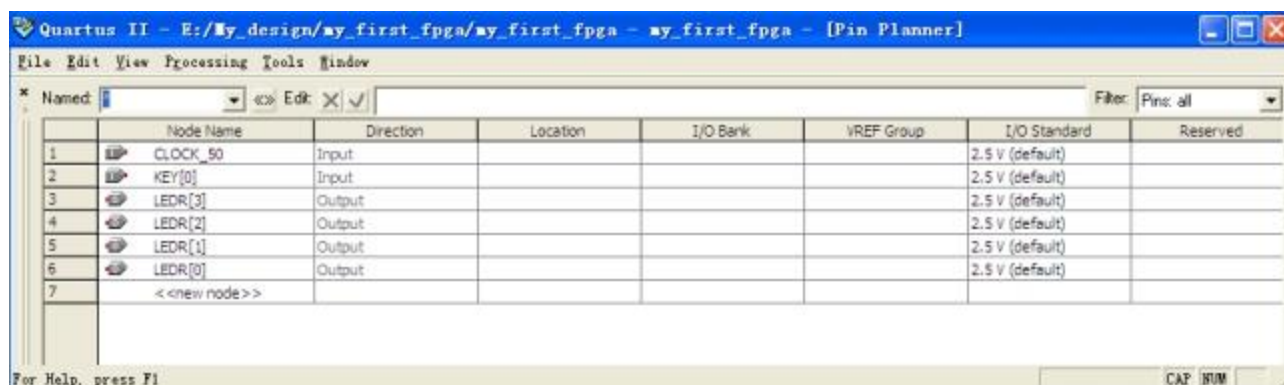 Quartus II - E:/My_design/my_first_fpga/my_first_fpga - my_first_fpga - [Pin Planner]
File Edit View Processing Tools Window
Named: * Edit: Filter: Pins: all
Node Name Direction Location I/O Bank VREF Group I/O Standard Reserved
1 CLOCK_50 Input 2.5 V (default)
2 KEY[0] Input 2.5 V (default)
3 LEDR[3] Output 2.5 V (default)
4 LEDR[2] Output 2.5 V (default)
5 LEDR[1] Output 2.5 V (default)
6 LEDR[0] Output 2.5 V (default)
7 <<new node>>
For Help, press F1 CAP NUM